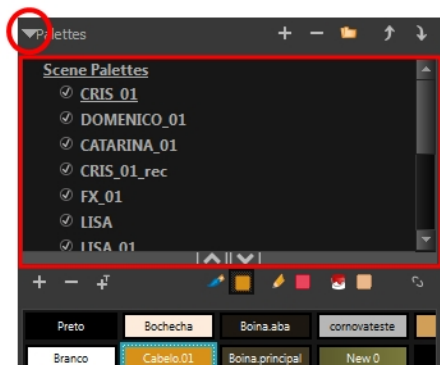 Palettes
Scene Palettes
CRIS_01
DOMENICO_01
CATARINA_01
CRIS_01_rec
FX_01
LISA
LISA_01
Preto Bochecha Boina.aba cornovateste
Branco Cabelo.01 Boina.principal New 0